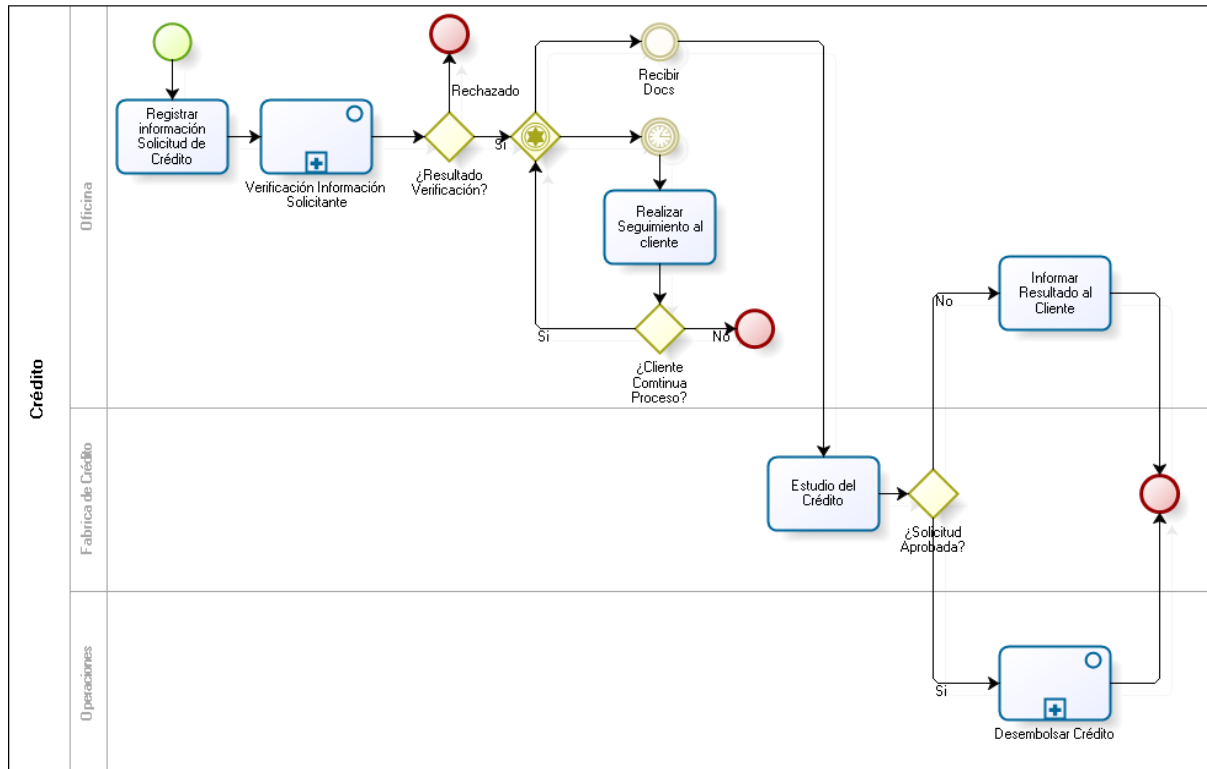 Crédito
Oficina
Fabrica de Crédito
Operaciones
Registrar
información
Solicitud de
Crédito
Verificación Información
Solicitante
Rechazado
¿Resultado
Verificación?
Si
Recibir
Docs
Realizar
Seguimiento al
cliente
Si
No
¿Cliente
Comtinua
Proceso?
Estudio del
Crédito
¿Solicitud
Aprobada?
No
Informar
Resultado al
Cliente
Si
Desembolsar Crédito